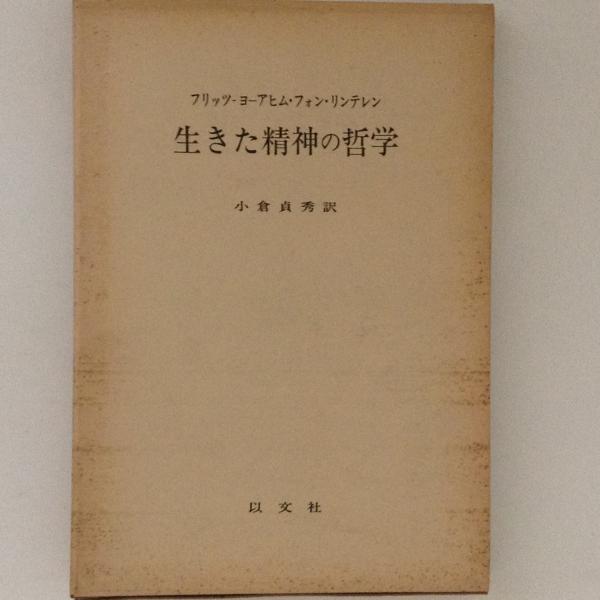 フリッツ-ヨーアヒム・フォン・リンテレン
生きた精神の哲学
小倉貞秀訳
以文社